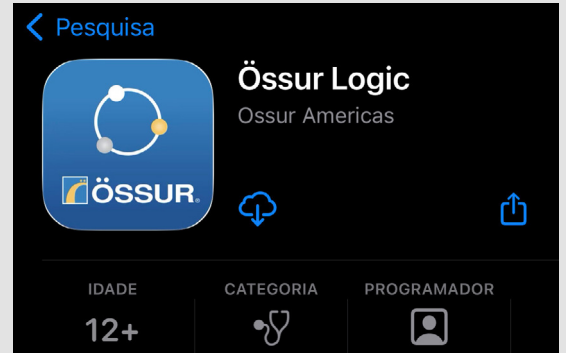 Pesquisa
Össur Logic
Ossur Americas
ÖSSUR.
IDADE
CATEGORIA
PROGRAMADOR
12+